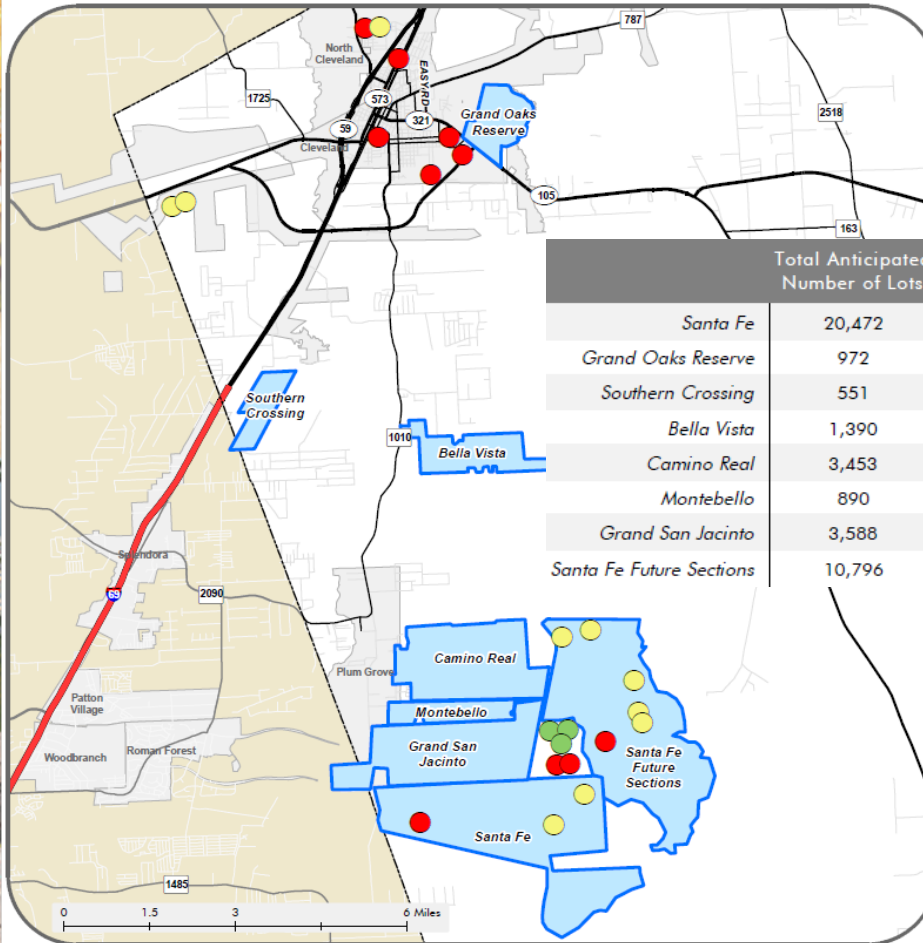 787
North
Cleveland
EASY RD
1725
573
2518
59
321
Grand Oaks
Reserve
Cleveland
105
163
Total Anticipated
Number of Lots
Santa Fe 20,472
Grand Oaks Reserve 972
Southern Crossing 551
Bella Vista 1,390
Camino Real 3,453
Montebello 890
Grand San Jacinto 3,588
Santa Fe Future Sections 10,796
Southern
Crossing
1010
Bella Vista
Splendora
69
2090
Camino Real
Plum Grove
Patton
Village
Montebello
Woodbranch
Roman Forest
Grand San
Jacinto
Santa Fe
Future
Sections
Santa Fe
1485
0 1.5 3 6 Miles